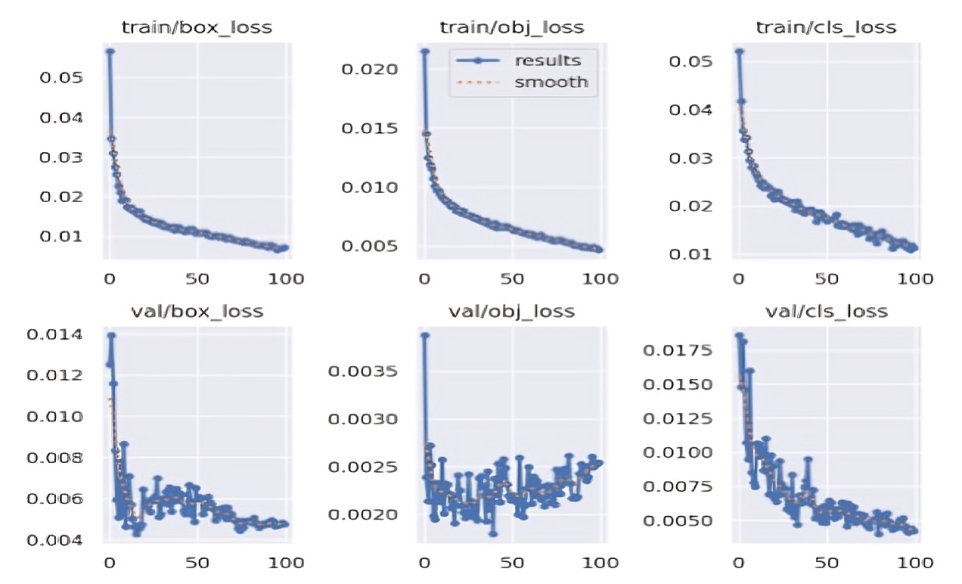 train/box_loss train/obj_loss train/cls_loss
0.05 0.020 results 0.05
smooth
0.04 0.04
0.03 0.015 0.03
0.02 0.010 0.02
0.01 0.005 0.01
0 50 100 0 50 100 0 50 100
val/box_loss val/obj_loss val/cls_loss
0.014 0.0175
0.012 0.0035 0.0150
0.010 0.0030 0.0125
0.008 0.0025 0.0100
0.006 0.0020 0.0075
0.004 0.0050
0 50 100 0 50 100 0 50 100